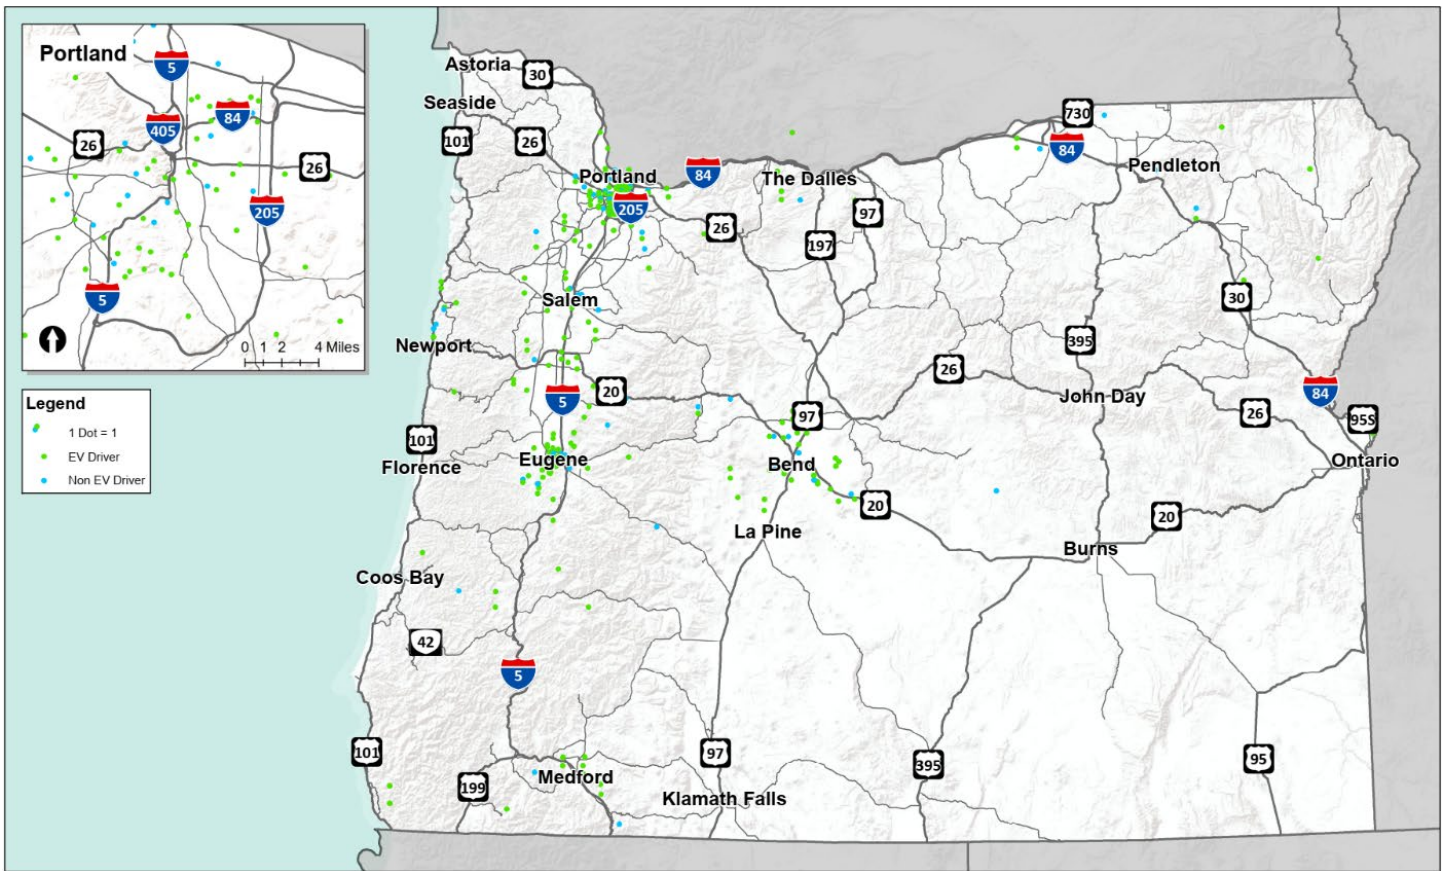 Portland
5
405
84
26
26
205
5
0 1 2 4 Miles
Legend
1 Dot = 1
EV Driver
Non EV Driver
Astoria
30
Seaside
101
26
730
84
Pendleton
Portland
84
The Dalles
205
26
97
197
Salem
30
Newport
395
26
20
5
John Day
84
97
26
95S
101
Florence
Eugene
Bend
Ontario
20
20
La Pine
Burns
Coos Bay
42
5
101
97
395
95
199
Medford
Klamath Falls